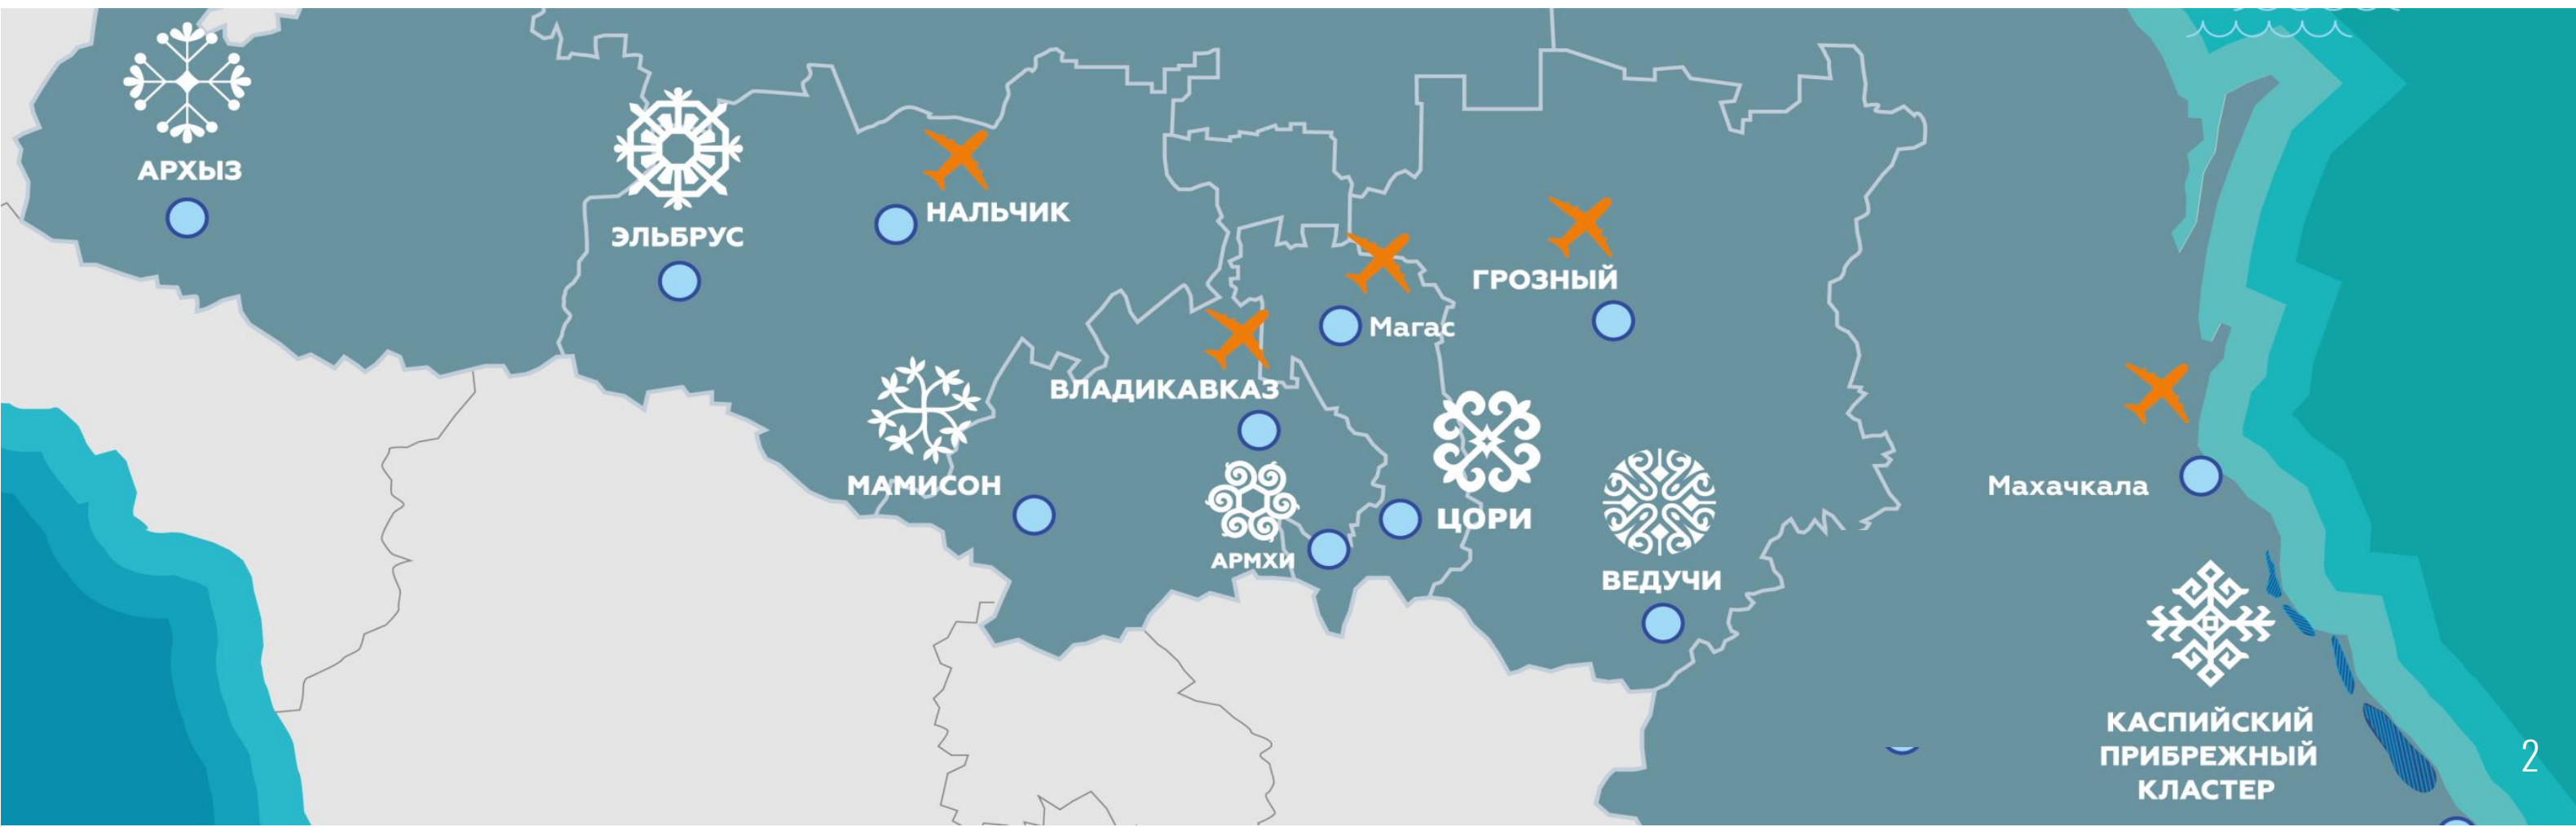 АРХЫЗ
ЭЛЬБРУС
НАЛЬЧИК
ГРОЗНЫЙ
Магас
ВЛАДИКАВКАЗ
МАМИСОН
ЦОРИ
АРМХИ
ВЕДУЧИ
Махачкала
КАСПИЙСКИЙ
ПРИБРЕЖНЫЙ
КЛАСТЕР
2